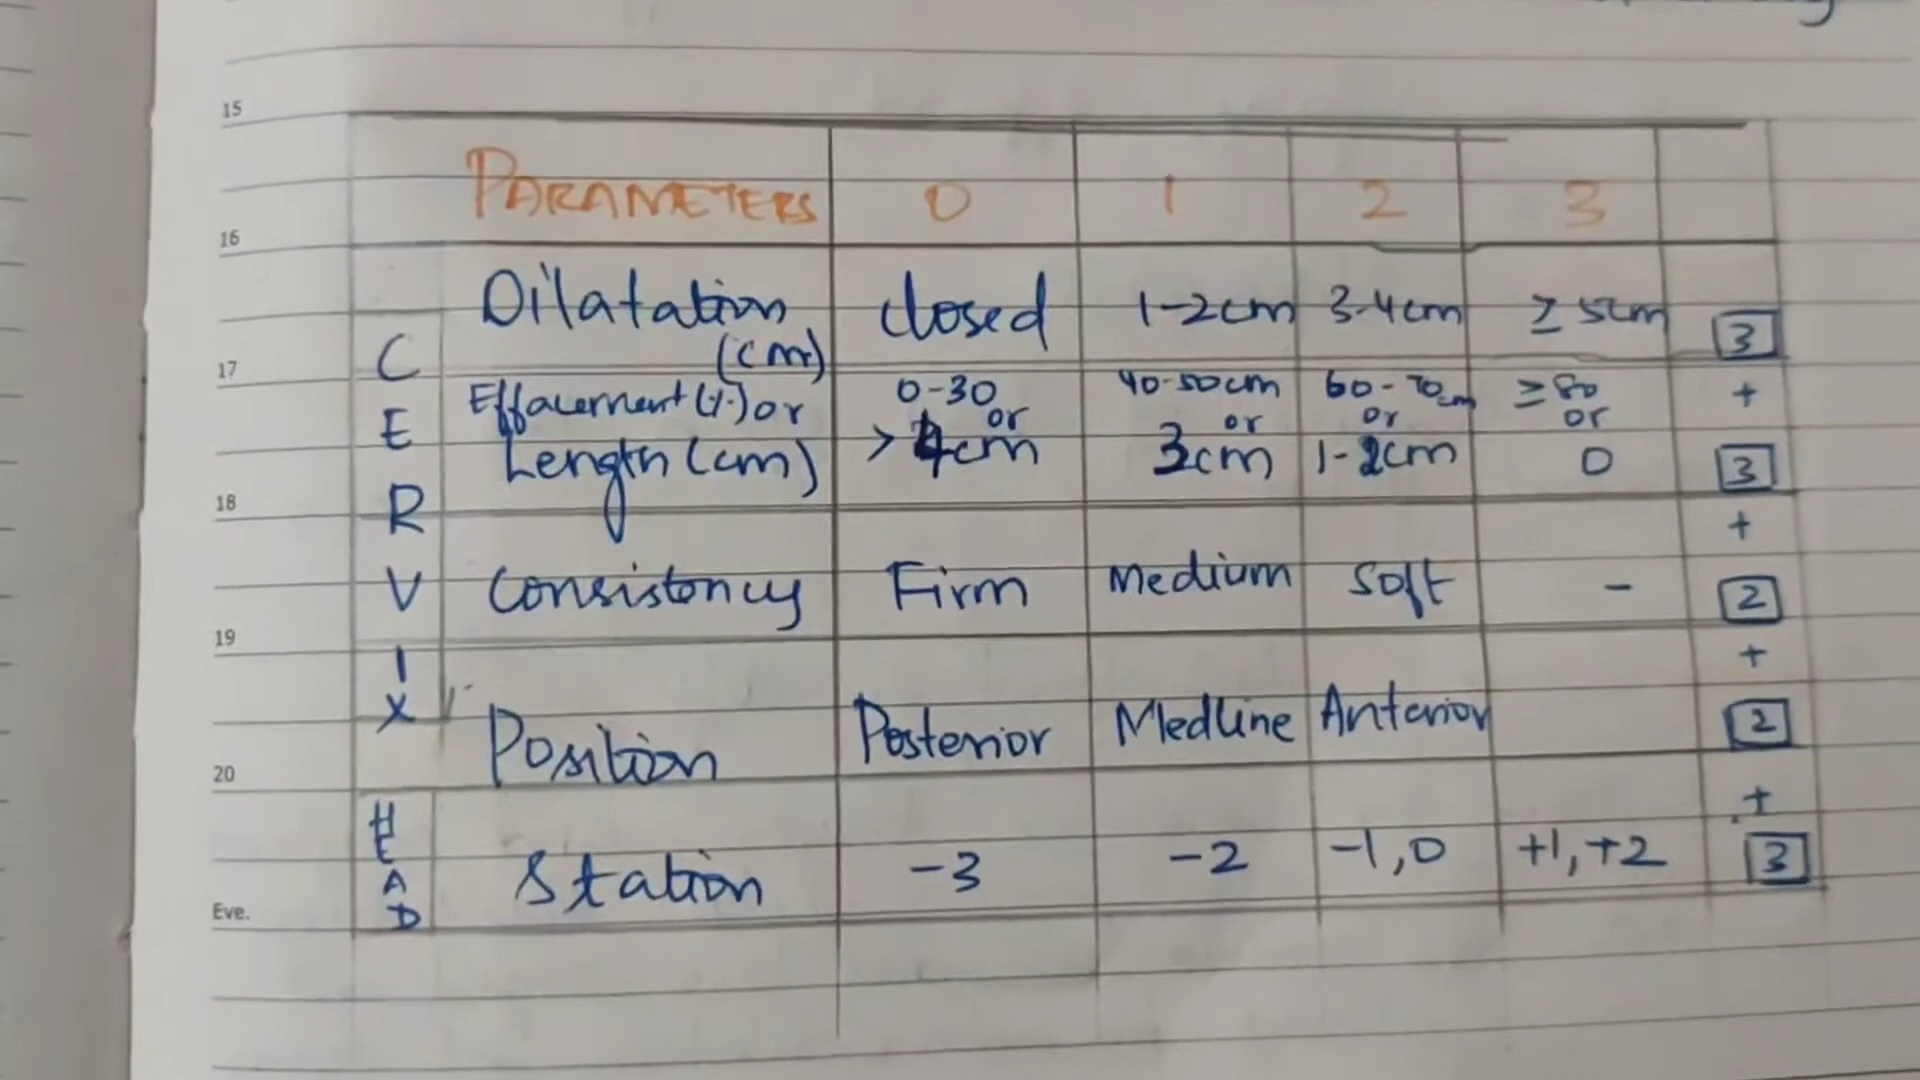 15
PARAMETERS 0 1 2 3
16
Dilatation (cm) closed 1-2cm 3-4cm ≥ 5cm 3
17
+
Effacement (%) or 0-30 or 40-50cm or 60-70cm or ≥ 80 or
Length (cm) > 4cm 3cm 1-2cm 0 3
18
+
Consistency Firm Medium Soft - 2
19
+
Position Posterior Medline Anterior 2
20
+
Station -3 -2 -1,0 +1,+2 3
Eve.
CERVIX
HEAD